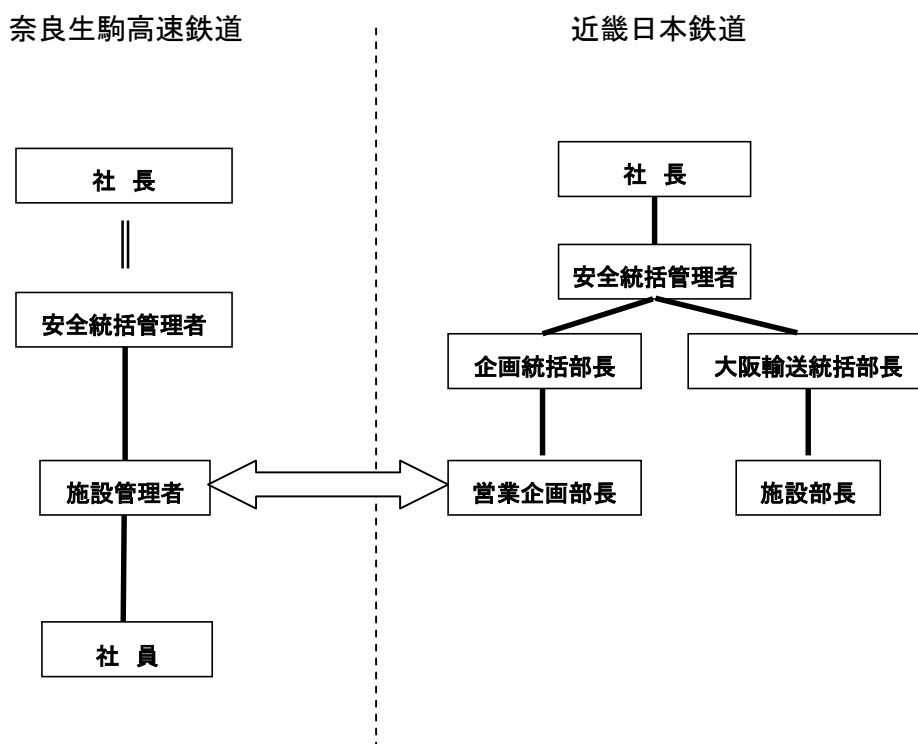 奈良生駒高速鉄道
近畿日本鉄道
社 長
社 長
安全統括管理者
安全統括管理者
企画統括部長
大阪輸送統括部長
施設管理者
営業企画部長
施設部長
社 員